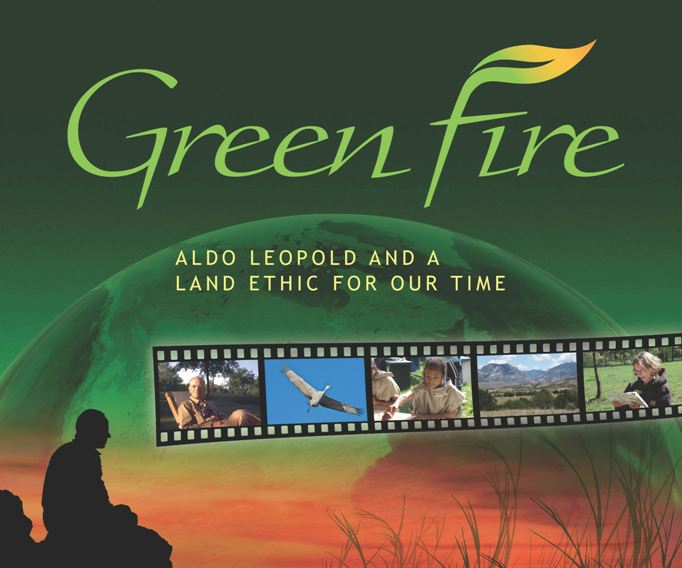 Green Fire
ALDO LEOPOLD AND A
LAND ETHIC FOR OUR TIME